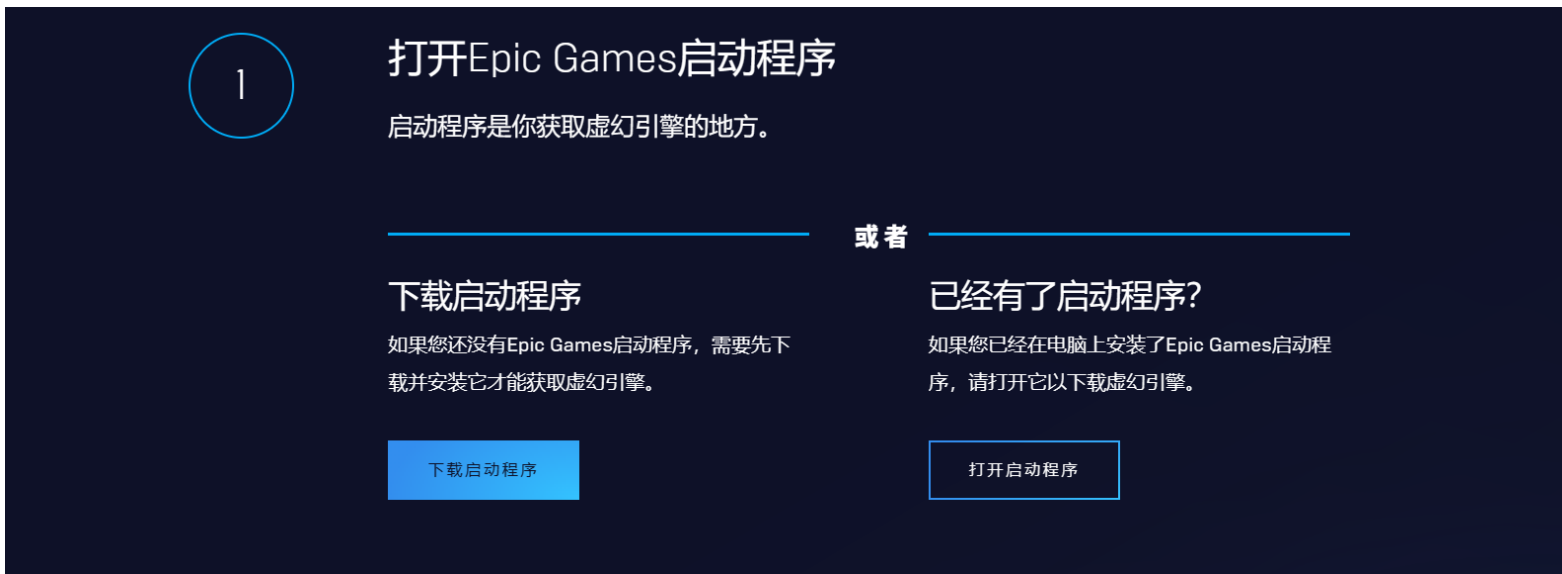 1
打开Epic Games启动程序
启动程序是你获取虚幻引擎的地方。
或者
下载启动程序
如果您还没有Epic Games启动程序，需要先下
载并安装它才能获取虚幻引擎。
下载启动程序
已经有了启动程序？
如果您已经在电脑上安装了Epic Games启动程
序，请打开它以下载虚幻引擎。
打开启动程序